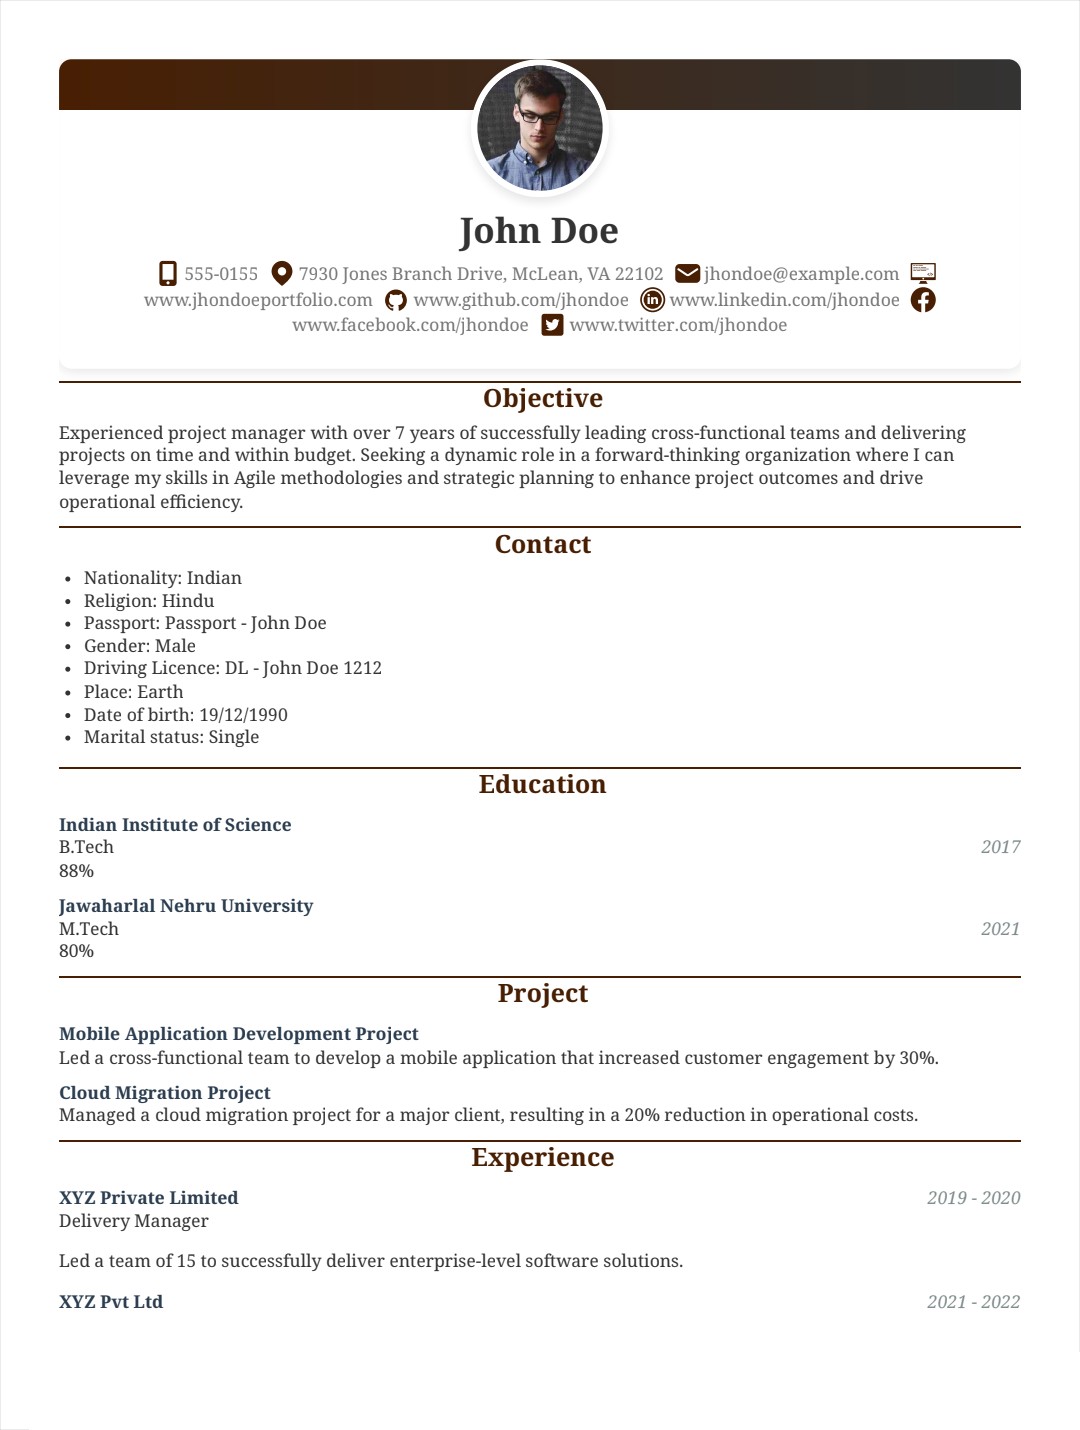 John Doe
555-0155 7930 Jones Branch Drive, McLean, VA 22102 jhondoe@example.com
www.jhondoeportfolio.com www.github.com/jhondoe www.linkedin.com/jhondoe
www.facebook.com/jhondoe www.twitter.com/jhondoe
Objective
Experienced project manager with over 7 years of successfully leading cross-functional teams and delivering
projects on time and within budget. Seeking a dynamic role in a forward-thinking organization where I can
leverage my skills in Agile methodologies and strategic planning to enhance project outcomes and drive
operational efficiency.
Contact
• Nationality: Indian
• Religion: Hindu
• Passport: Passport - John Doe
• Gender: Male
• Driving Licence: DL - John Doe 1212
• Place: Earth
• Date of birth: 19/12/1990
• Marital status: Single
Education
Indian Institute of Science
B.Tech 2017
88%
Jawaharlal Nehru University
M.Tech 2021
80%
Project
Mobile Application Development Project
Led a cross-functional team to develop a mobile application that increased customer engagement by 30%.
Cloud Migration Project
Managed a cloud migration project for a major client, resulting in a 20% reduction in operational costs.
Experience
XYZ Private Limited 2019 - 2020
Delivery Manager
Led a team of 15 to successfully deliver enterprise-level software solutions.
XYZ Pvt Ltd 2021 - 2022